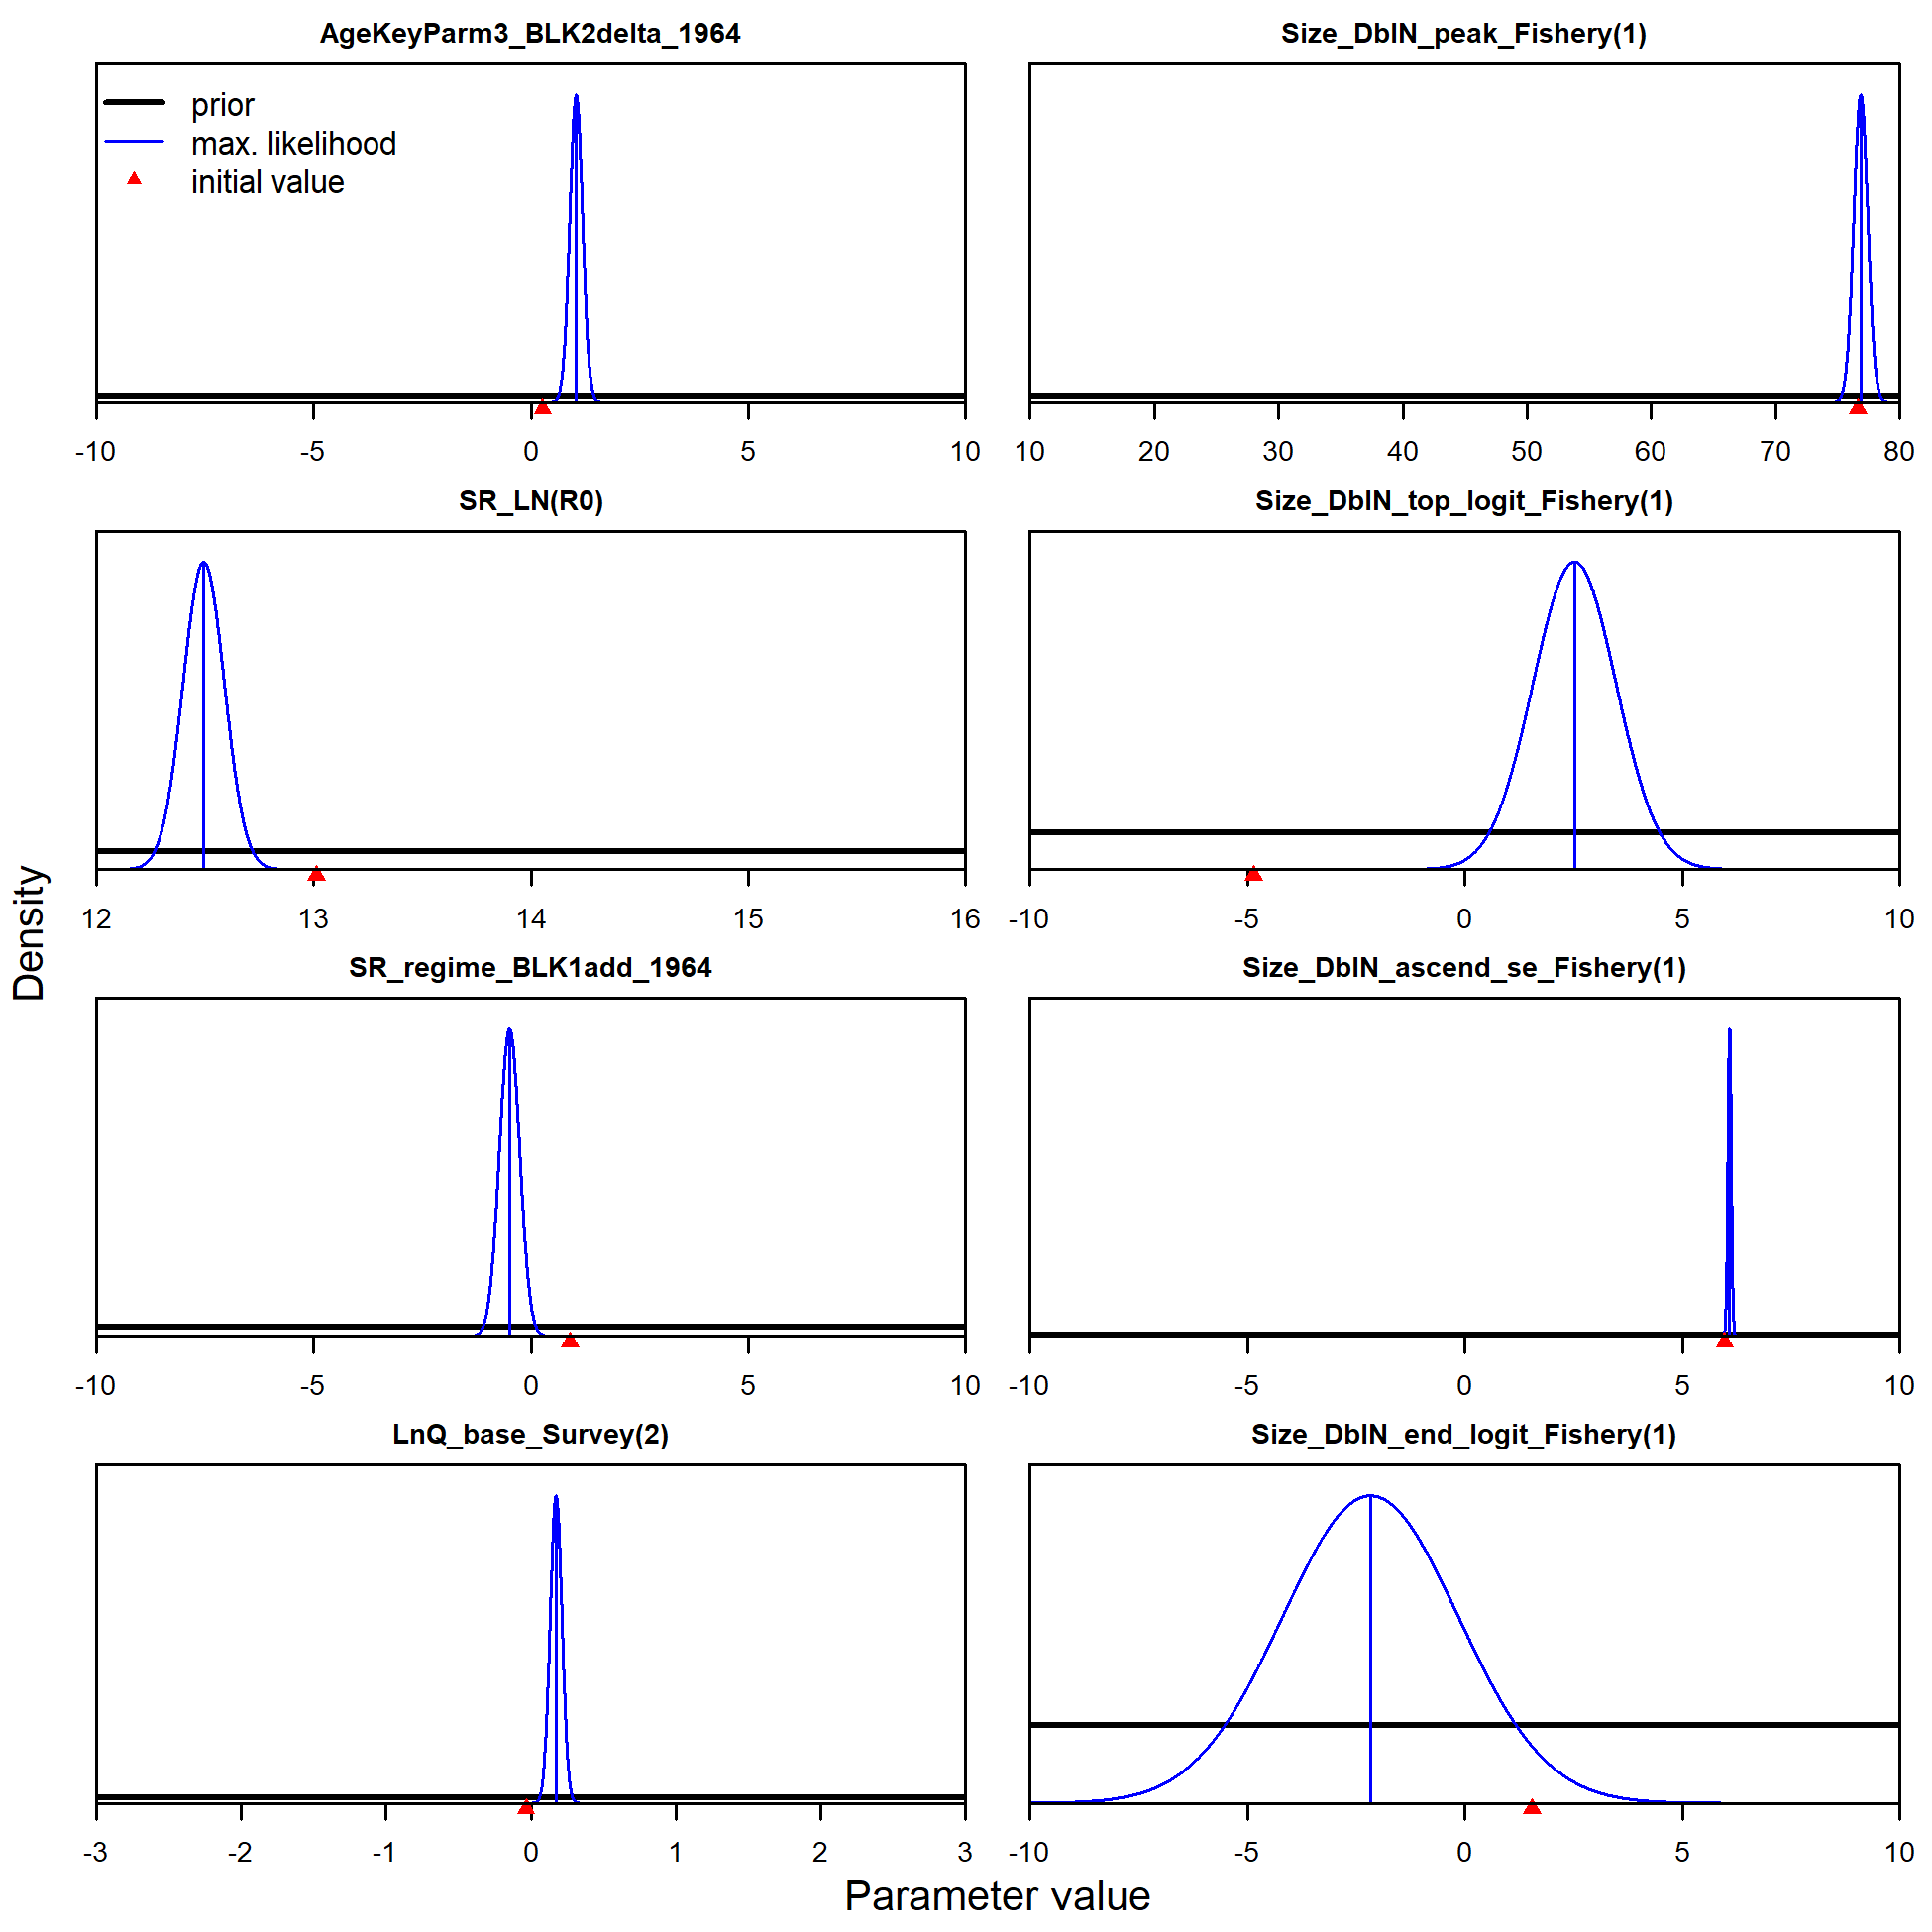 AgeKeyParm3_BLK2delta_1964
prior
max. likelihood
initial value
-10 -5 0 5 10
Size_DblN_peak_Fishery(1)
10 20 30 40 50 60 70 80
SR_LN(R0)
12 13 14 15 16
Size_DblN_top_logit_Fishery(1)
-10 -5 0 5 10
SR_regime_BLK1add_1964
-10 -5 0 5 10
Size_DblN_ascend_se_Fishery(1)
-10 -5 0 5 10
LnQ_base_Survey(2)
-3 -2 -1 0 1 2 3
Size_DblN_end_logit_Fishery(1)
-10 -5 0 5 10
Density
Parameter value